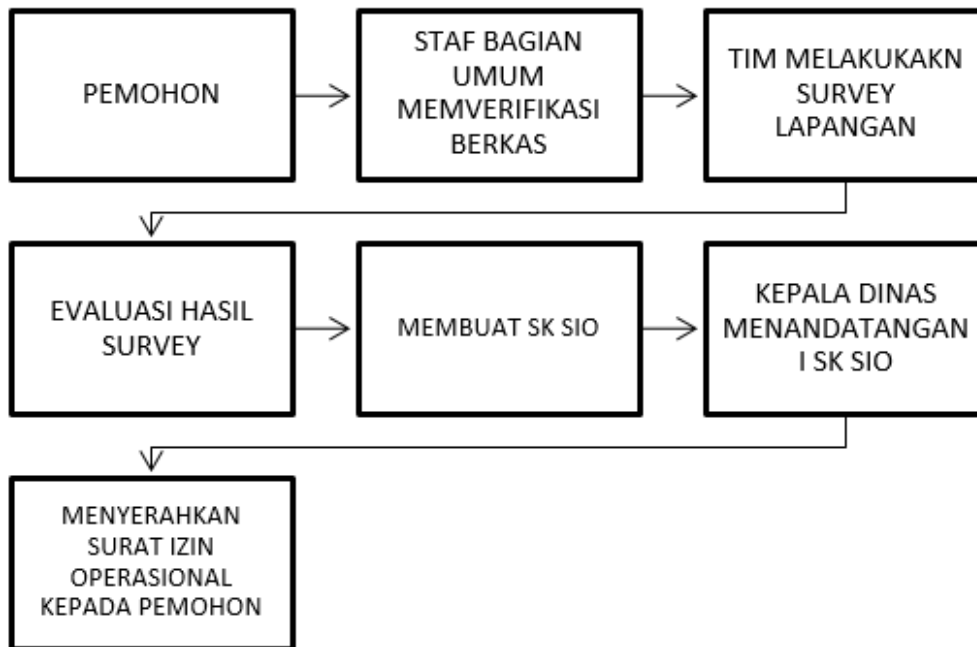 PEMOHON
STAF BAGIAN
UMUM
MEMVERIFIKASI
BERKAS
TIM MELAKUKAKN
SURVEY
LAPANGAN
EVALUASI HASIL
SURVEY
MEMBUAT SK SIO
KEPALA DINAS
MENANDATANGAN
I SK SIO
MENYERAHKAN
SURAT IZIN
OPERASIONAL
KEPADA PEMOHON